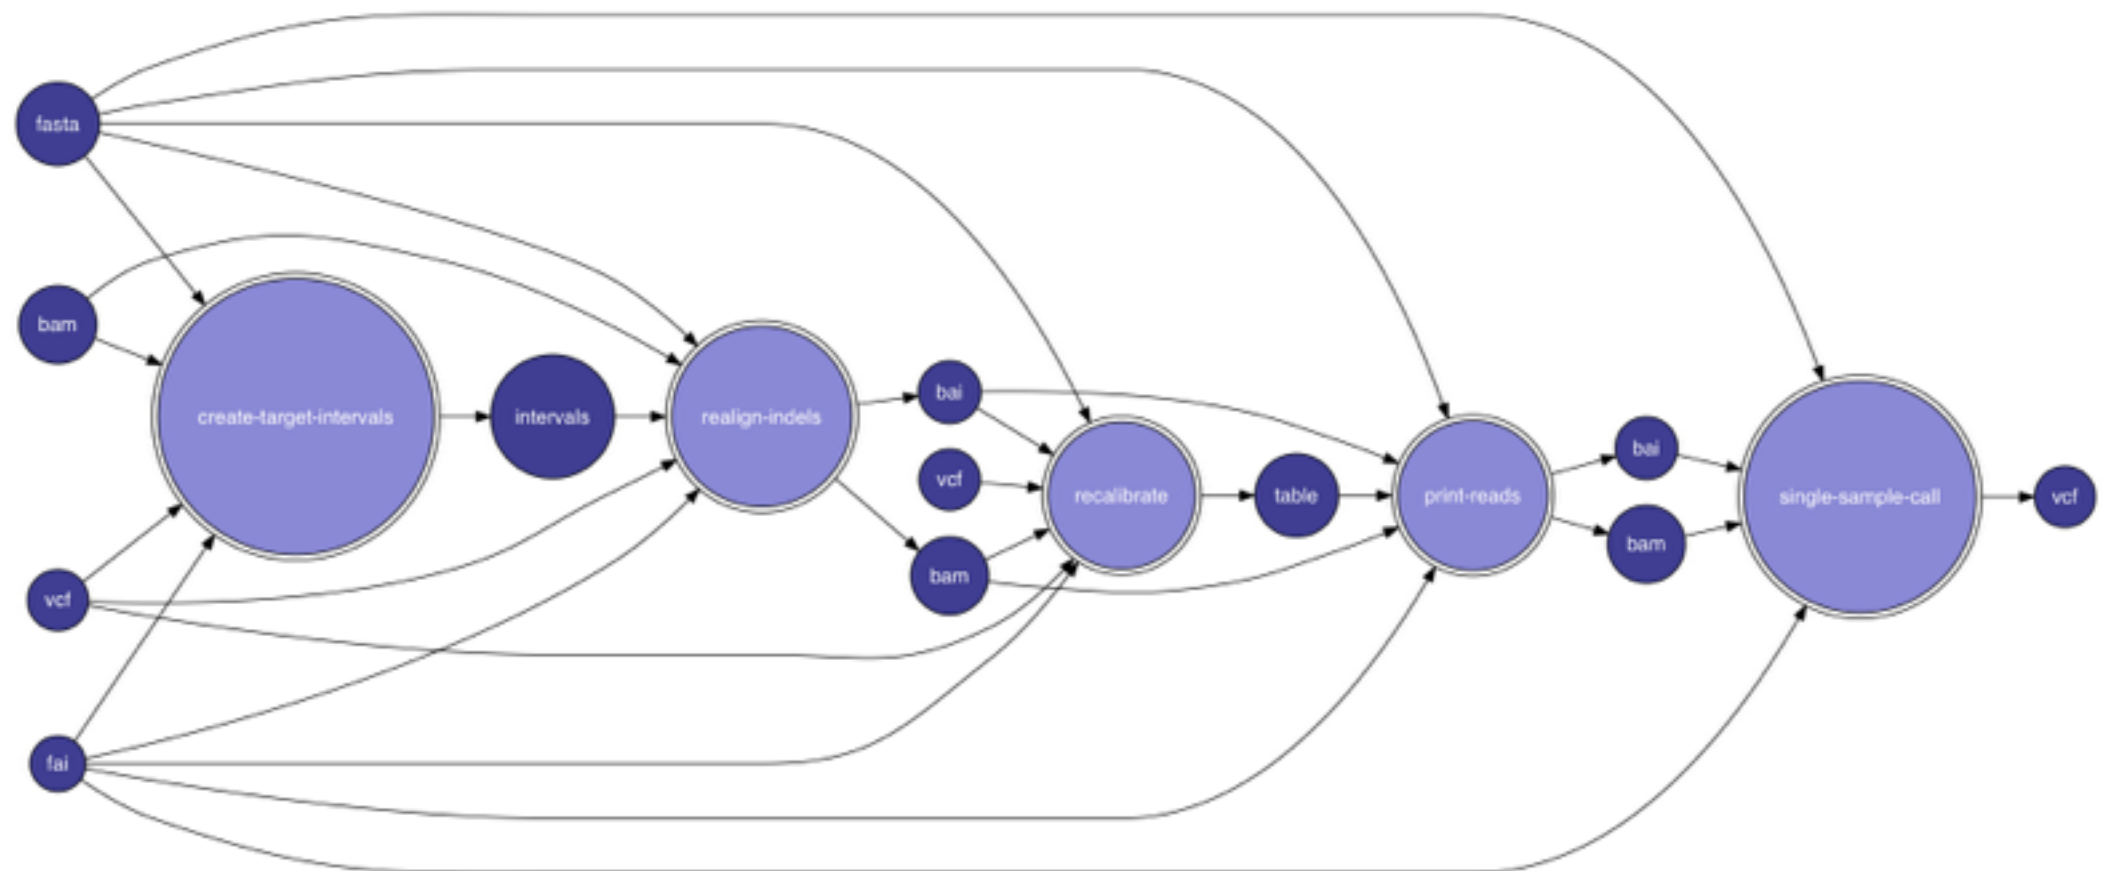 fasta
bam
vcf
fai
create-target-intervals
intervals
realign-indels
bai
vcf
bam
recalibrate
table
print-reads
bai
bam
single-sample-call
vcf